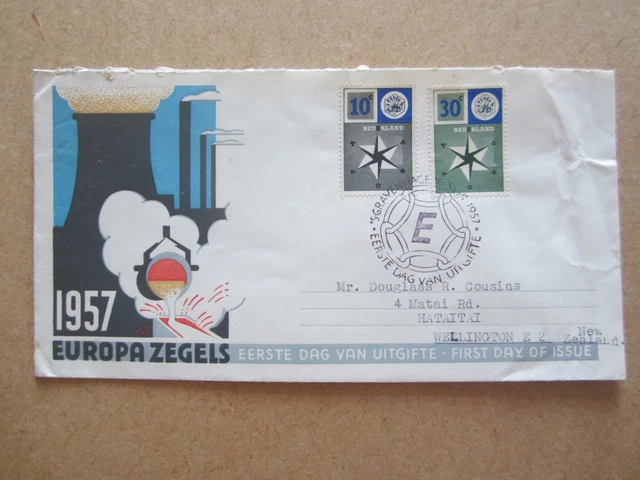 10c
NEDERLAND
30c
NEDERLAND
'SGRAVENHAGE 1957
EERSTE DAG VAN UITGIFTE
E
Mr. Douglass R. Cousins
4 Matai Rd.
HATAITAI
WELLINGTON E 2. New Zealand.
1957
EUROPA ZEGELS EERSTE DAG VAN UITGIFTE · FIRST DAY OF ISSUE